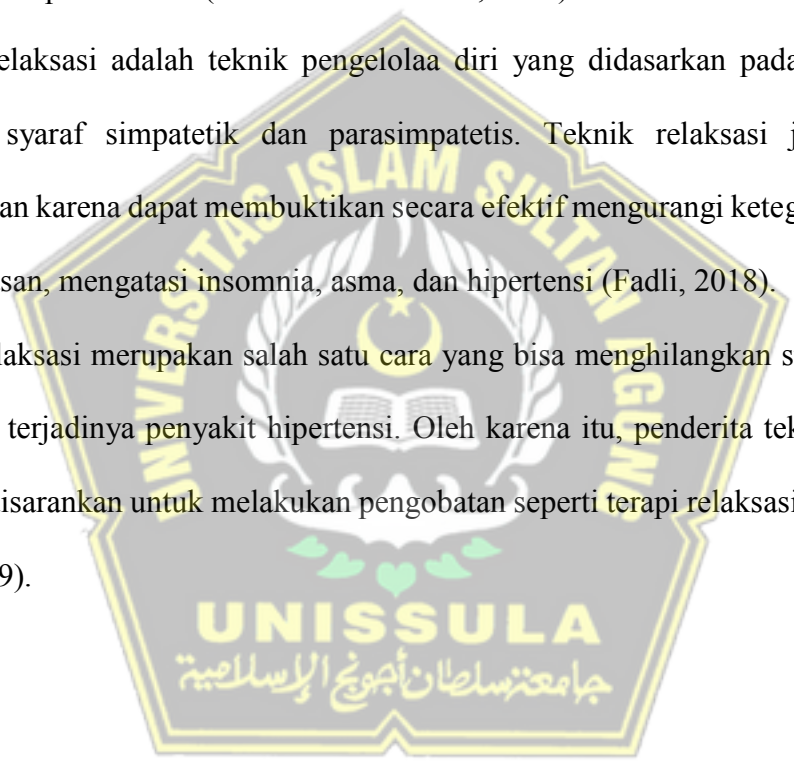 elaksasi adalah teknik pengelolaa diri yang didasarkan pada
syaraf simpatetik dan parasimpatetis. Teknik relaksasi j
an karena dapat membuktikan secara efektif mengurangi keteg
san, mengatasi insomnia, asma, dan hipertensi (Fadli, 2018).
laksasi merupakan salah satu cara yang bisa menghilangkan s
terjadinya penyakit hipertensi. Oleh karena itu, penderita tek
isarankan untuk melakukan pengobatan seperti terapi relaksasi
9).
UNIVERSITAS ISLAM SULTAN AGUNG
UNISSULA
جامعة سلطان أجونج الإسلامية